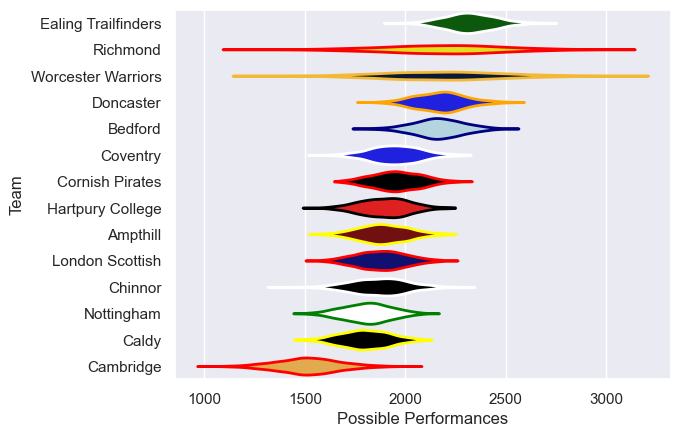 Team
Ealing Trailfinders
Richmond
Worcester Warriors
Doncaster
Bedford
Coventry
Cornish Pirates
Hartpury College
Ampthill
London Scottish
Chinnor
Nottingham
Caldy
Cambridge
1000 1500 2000 2500 3000
Possible Performances